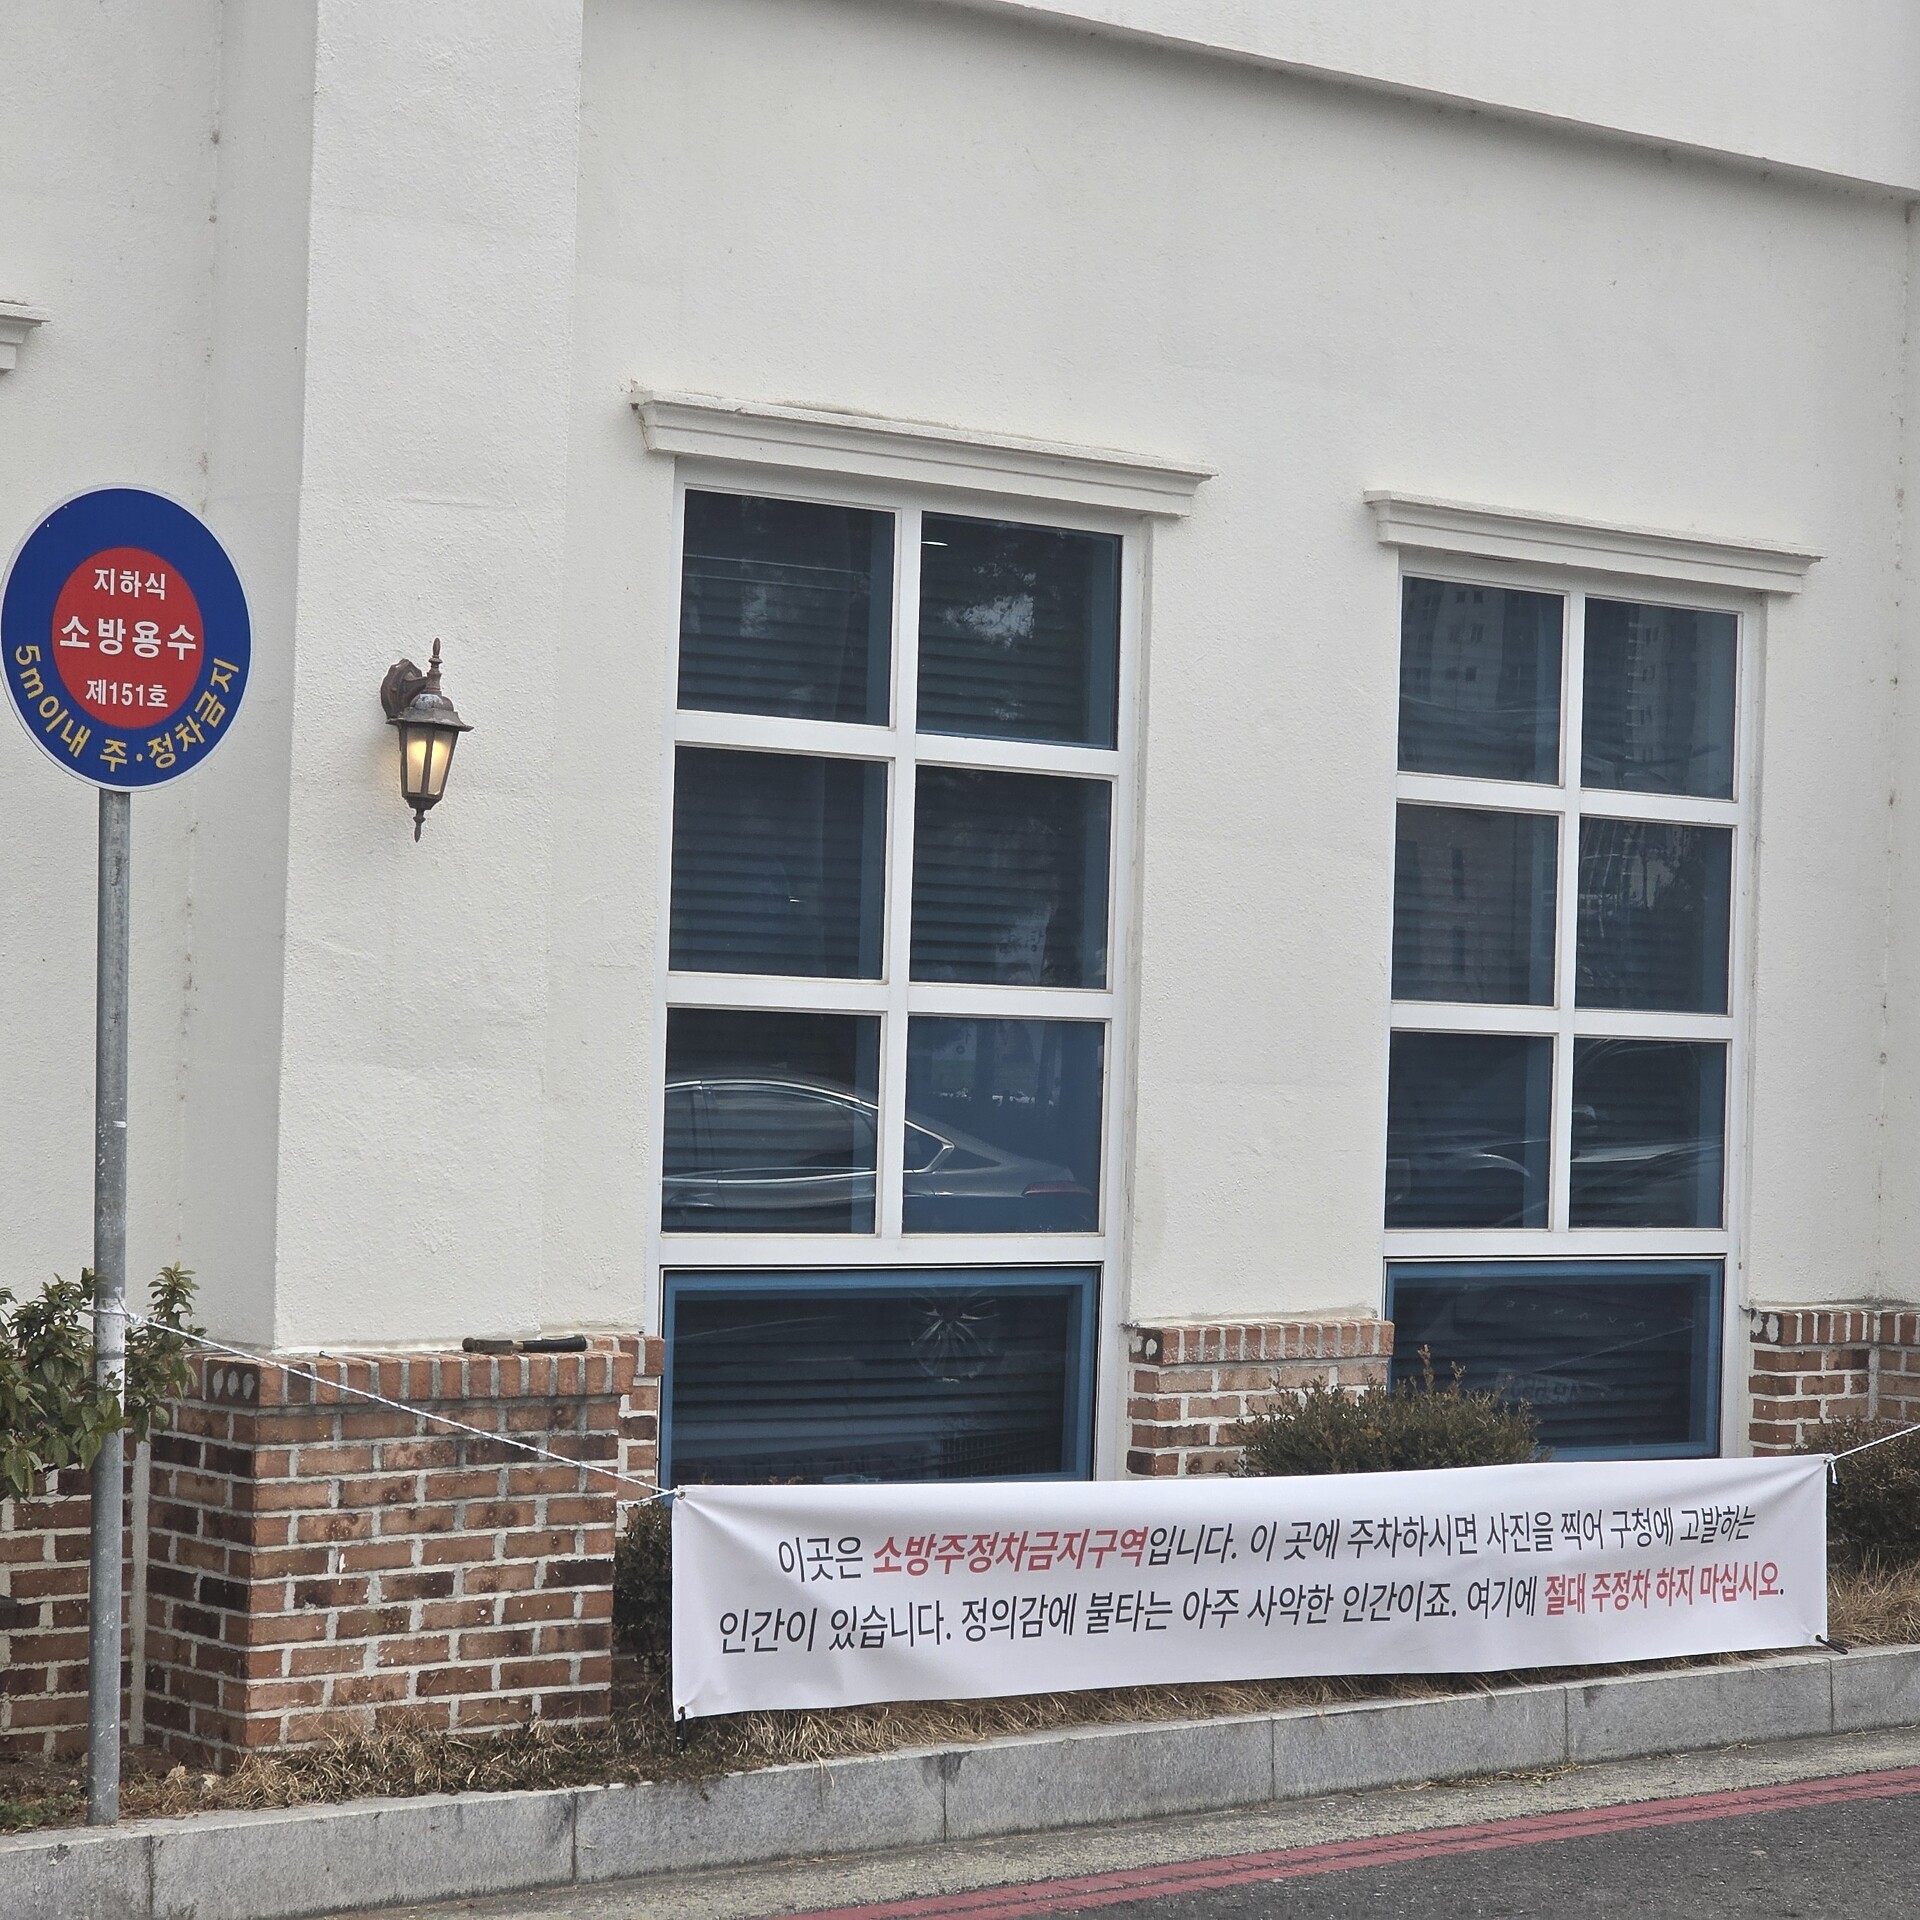 지하식
소방용수
제151호
5m이내 주·정차금지
이곳은 소방주정차금지구역입니다. 이 곳에 주차하시면 사진을 찍어 구청에 고발하는
인간이 있습니다. 정의감에 불타는 아주 사악한 인간이죠. 여기에 절대 주정차 하지 마십시오.